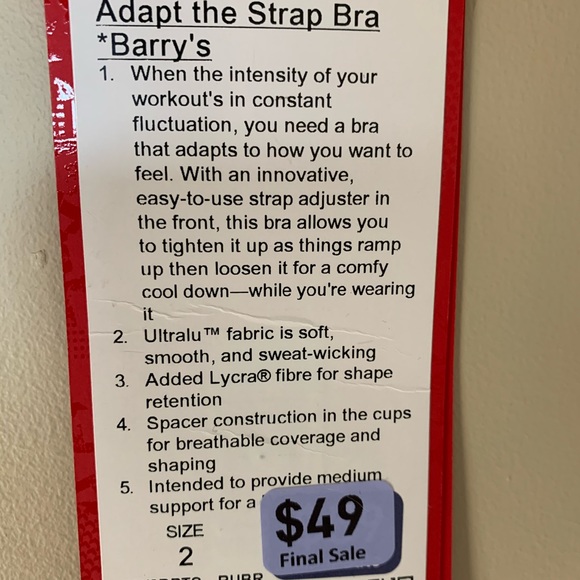 Adapt the Strap Bra
*Barry's
1. When the intensity of your
workout's in constant
fluctuation, you need a bra
that adapts to how you want to
feel. With an innovative,
easy-to-use strap adjuster in
the front, this bra allows you
to tighten it up as things ramp
up then loosen it for a comfy
cool down—while you're wearing
it
2. Ultralu™ fabric is soft,
smooth, and sweat-wicking
3. Added Lycra® fibre for shape
retention
4. Spacer construction in the cups
for breathable coverage and
shaping
5. Intended to provide medium
support for a
SIZE
2
$49
Final Sale